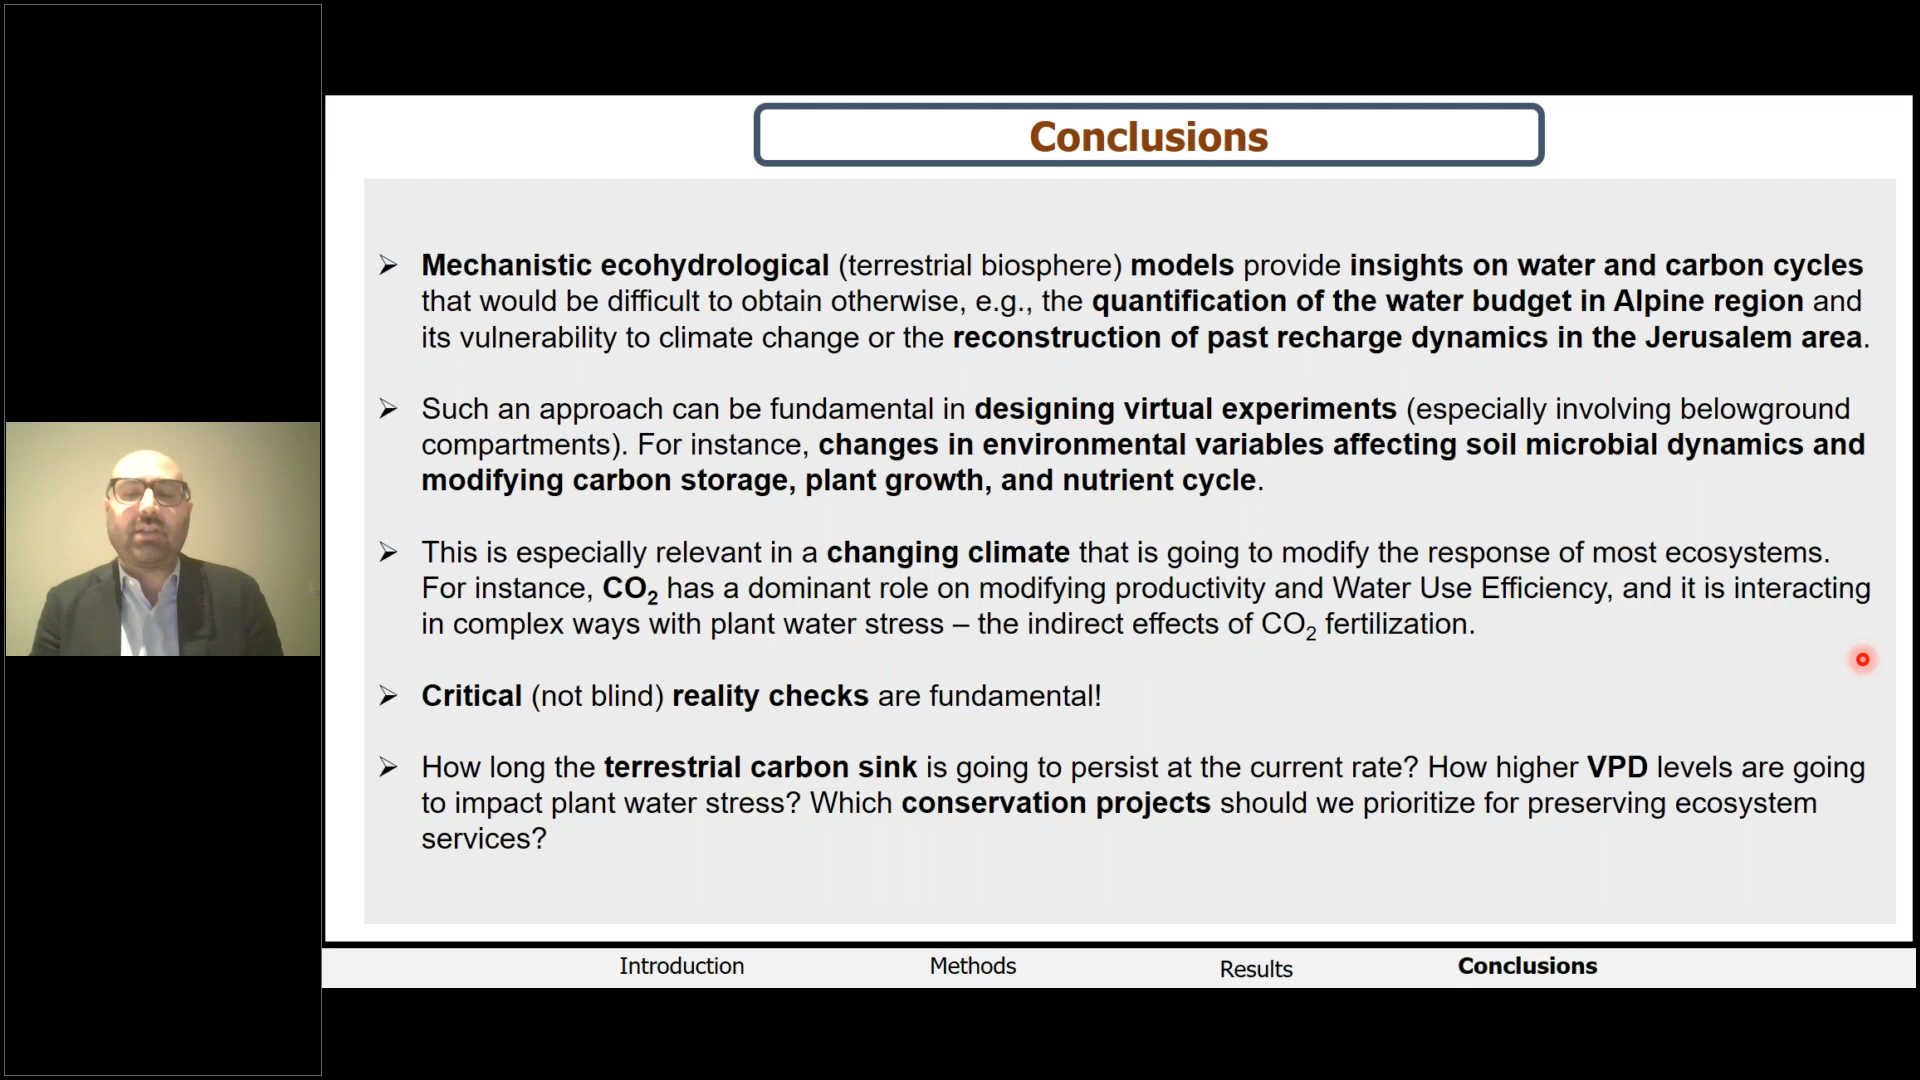 Conclusions
➢ Mechanistic ecohydrological (terrestrial biosphere) models provide insights on water and carbon cycles
that would be difficult to obtain otherwise, e.g., the quantification of the water budget in Alpine region and
its vulnerability to climate change or the reconstruction of past recharge dynamics in the Jerusalem area.
➢ Such an approach can be fundamental in designing virtual experiments (especially involving belowground
compartments). For instance, changes in environmental variables affecting soil microbial dynamics and
modifying carbon storage, plant growth, and nutrient cycle.
➢ This is especially relevant in a changing climate that is going to modify the response of most ecosystems.
For instance, CO₂ has a dominant role on modifying productivity and Water Use Efficiency, and it is interacting
in complex ways with plant water stress – the indirect effects of CO₂ fertilization.
➢ Critical (not blind) reality checks are fundamental!
➢ How long the terrestrial carbon sink is going to persist at the current rate? How higher VPD levels are going
to impact plant water stress? Which conservation projects should we prioritize for preserving ecosystem
services?
Introduction Methods Results Conclusions